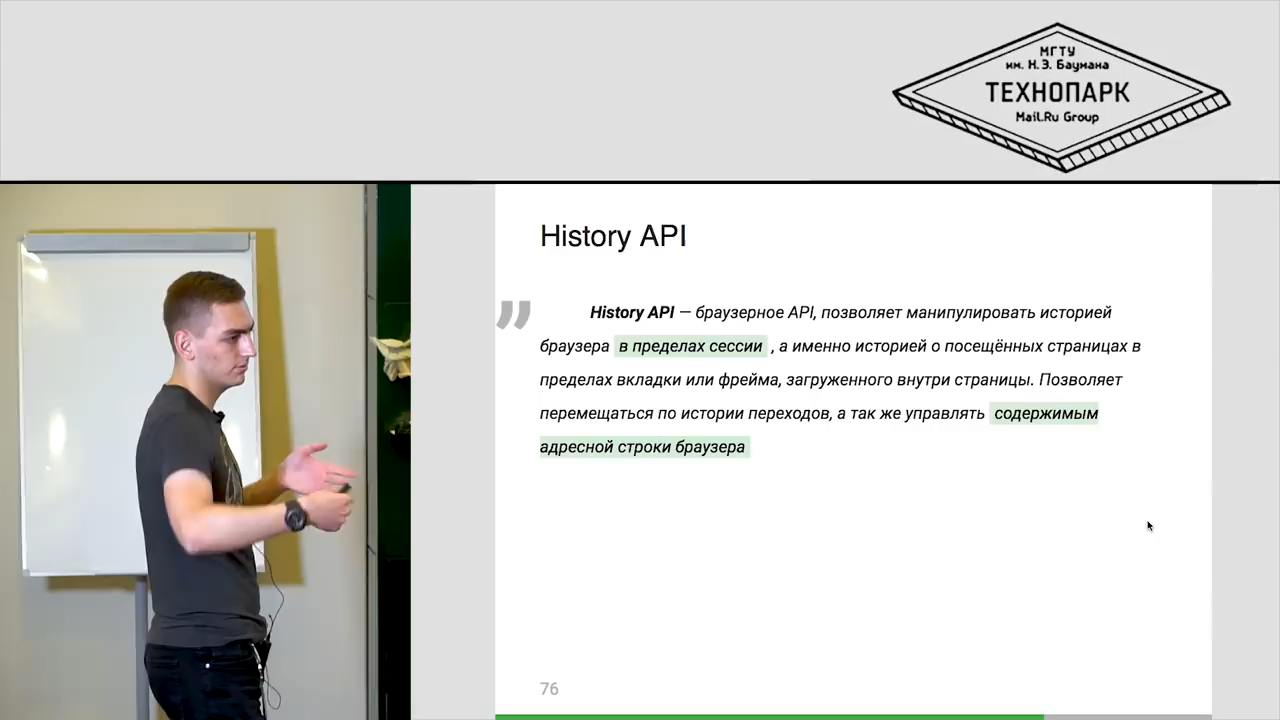 МГТУ
им. Н.Э. Баумана
ТЕХНОПАРК
Mail.Ru Group
History API
” History API — браузерное API, позволяет манипулировать историей
браузера в пределах сессии , а именно историей о посещённых страницах в
пределах вкладки или фрейма, загруженного внутри страницы. Позволяет
перемещаться по истории переходов, а так же управлять содержимым
адресной строки браузера
76